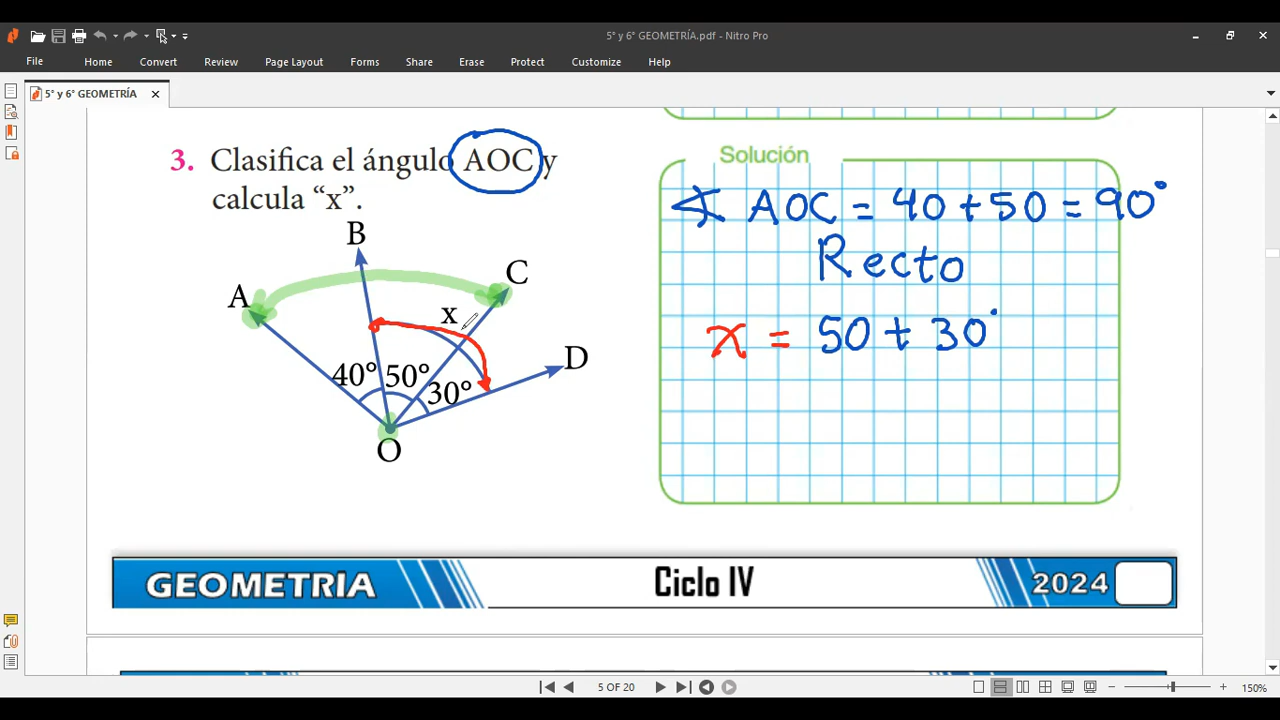 5° y 6° GEOMETRÍA.pdf - Nitro Pro
File Home Convert Review Page Layout Forms Share Erase Protect Customize Help
5° y 6° GEOMETRÍA
3. Clasifica el ángulo AOC y
calcula “x”.
B
A
C
x
D
40° 50° 30°
O
Solución
∢ AOC = 40 + 50 = 90°
Recto
x = 50 + 30°
GEOMETRIA Ciclo IV 2024
5 OF 20
150%